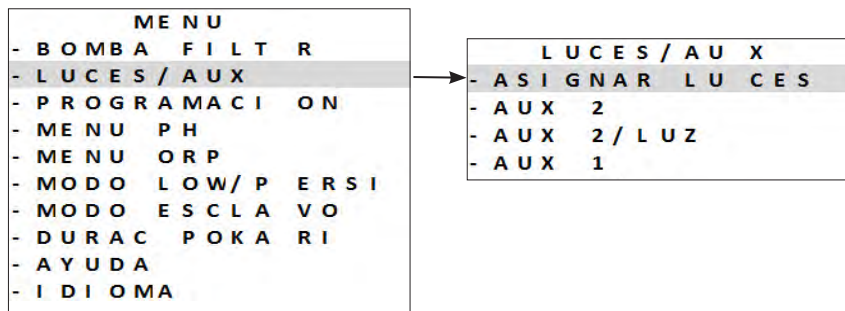 MENU
- BOMBA FILTR
- LUCES/AUX
- PROGRAMACION
- MENU PH
- MENU ORP
- MODO LOW/PERSI
- MODO ESCLAVO
- DURAC POKARI
- AYUDA
- IDIOMA
LUCES/AUX
- ASIGNAR LUCES
- AUX 2
- AUX 2/LUZ
- AUX 1